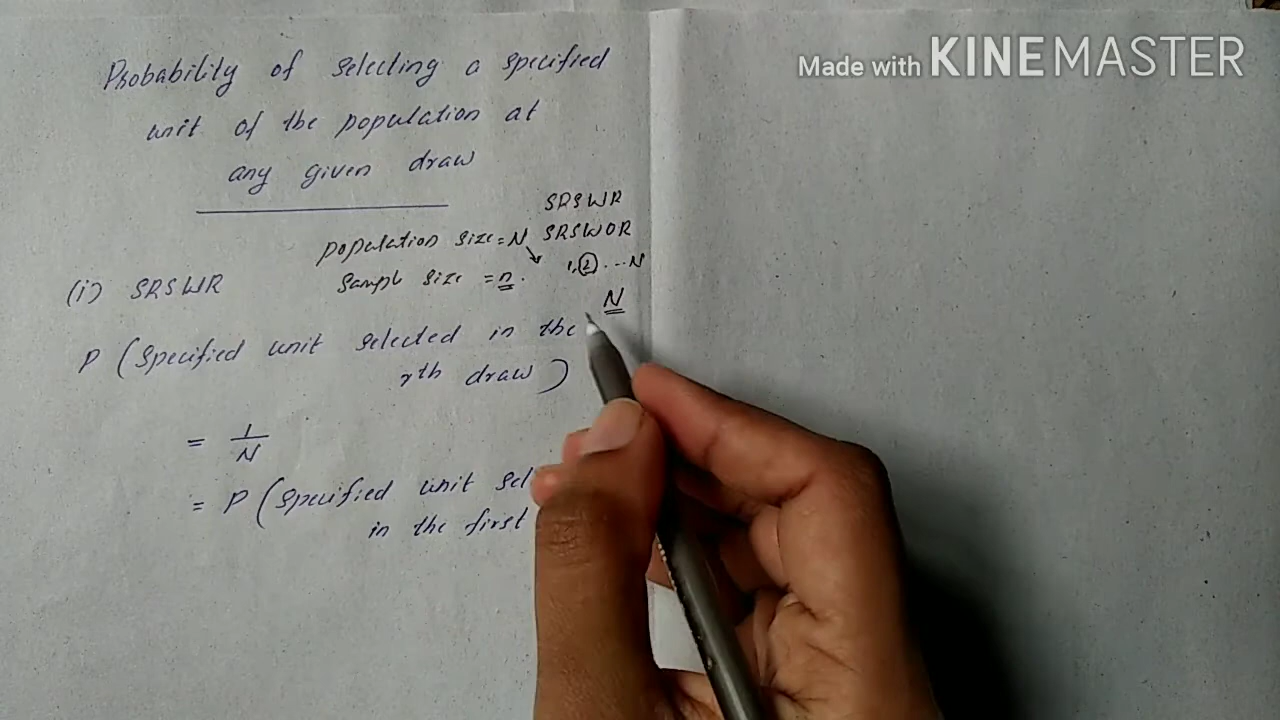 Made with KINEMASTER
Probability of selecting a specified
unit of the population at
any given draw
SRSWR
population size = N SRSWOR
(i) SRSWR sample size = n. 1, 2 ... N
N
P (specified unit selected in the
rth draw)
= 1/N
= P (specified unit sel
in the first